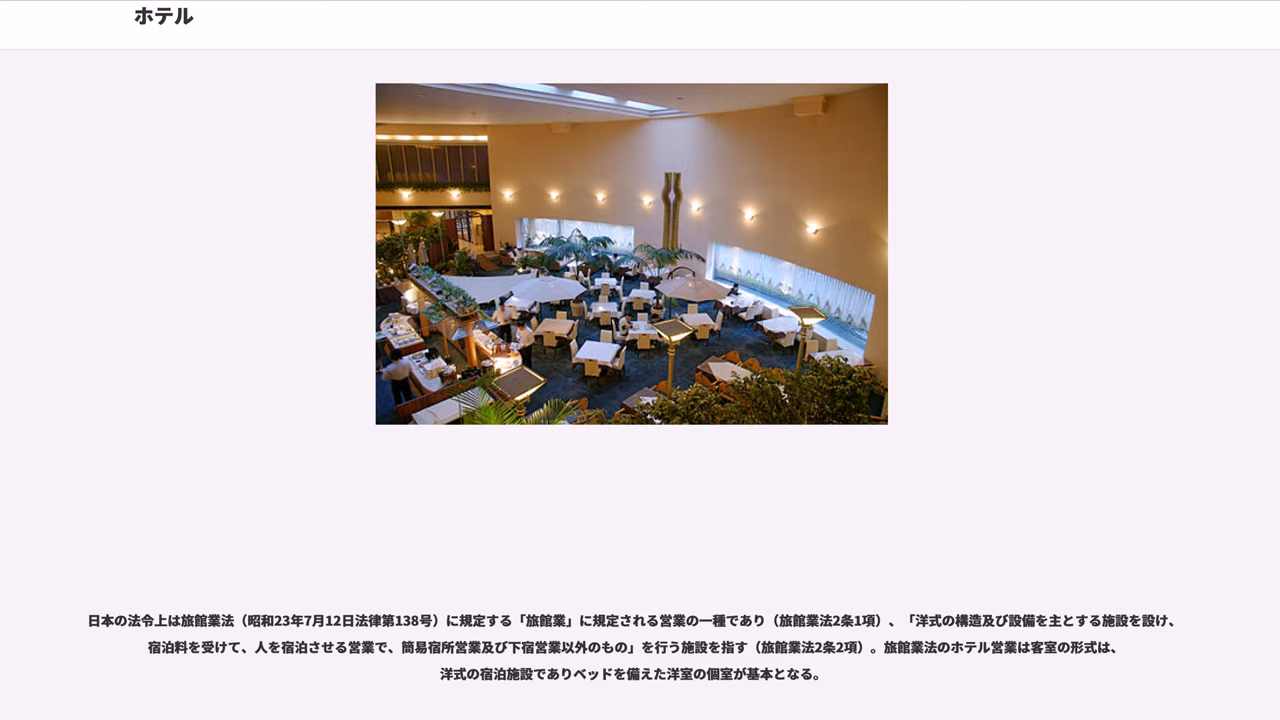 ホテル
日本の法令上は旅館業法（昭和23年7月12日法律第138号）に規定する「旅館業」に規定される営業の一種であり（旅館業法2条1項）、「洋式の構造及び設備を主とする施設を設け、
宿泊料を受けて、人を宿泊させる営業で、簡易宿所営業及び下宿営業以外のもの」を行う施設を指す（旅館業法2条2項）。旅館業法のホテル営業は客室の形式は、
洋式の宿泊施設でありベッドを備えた洋室の個室が基本となる。